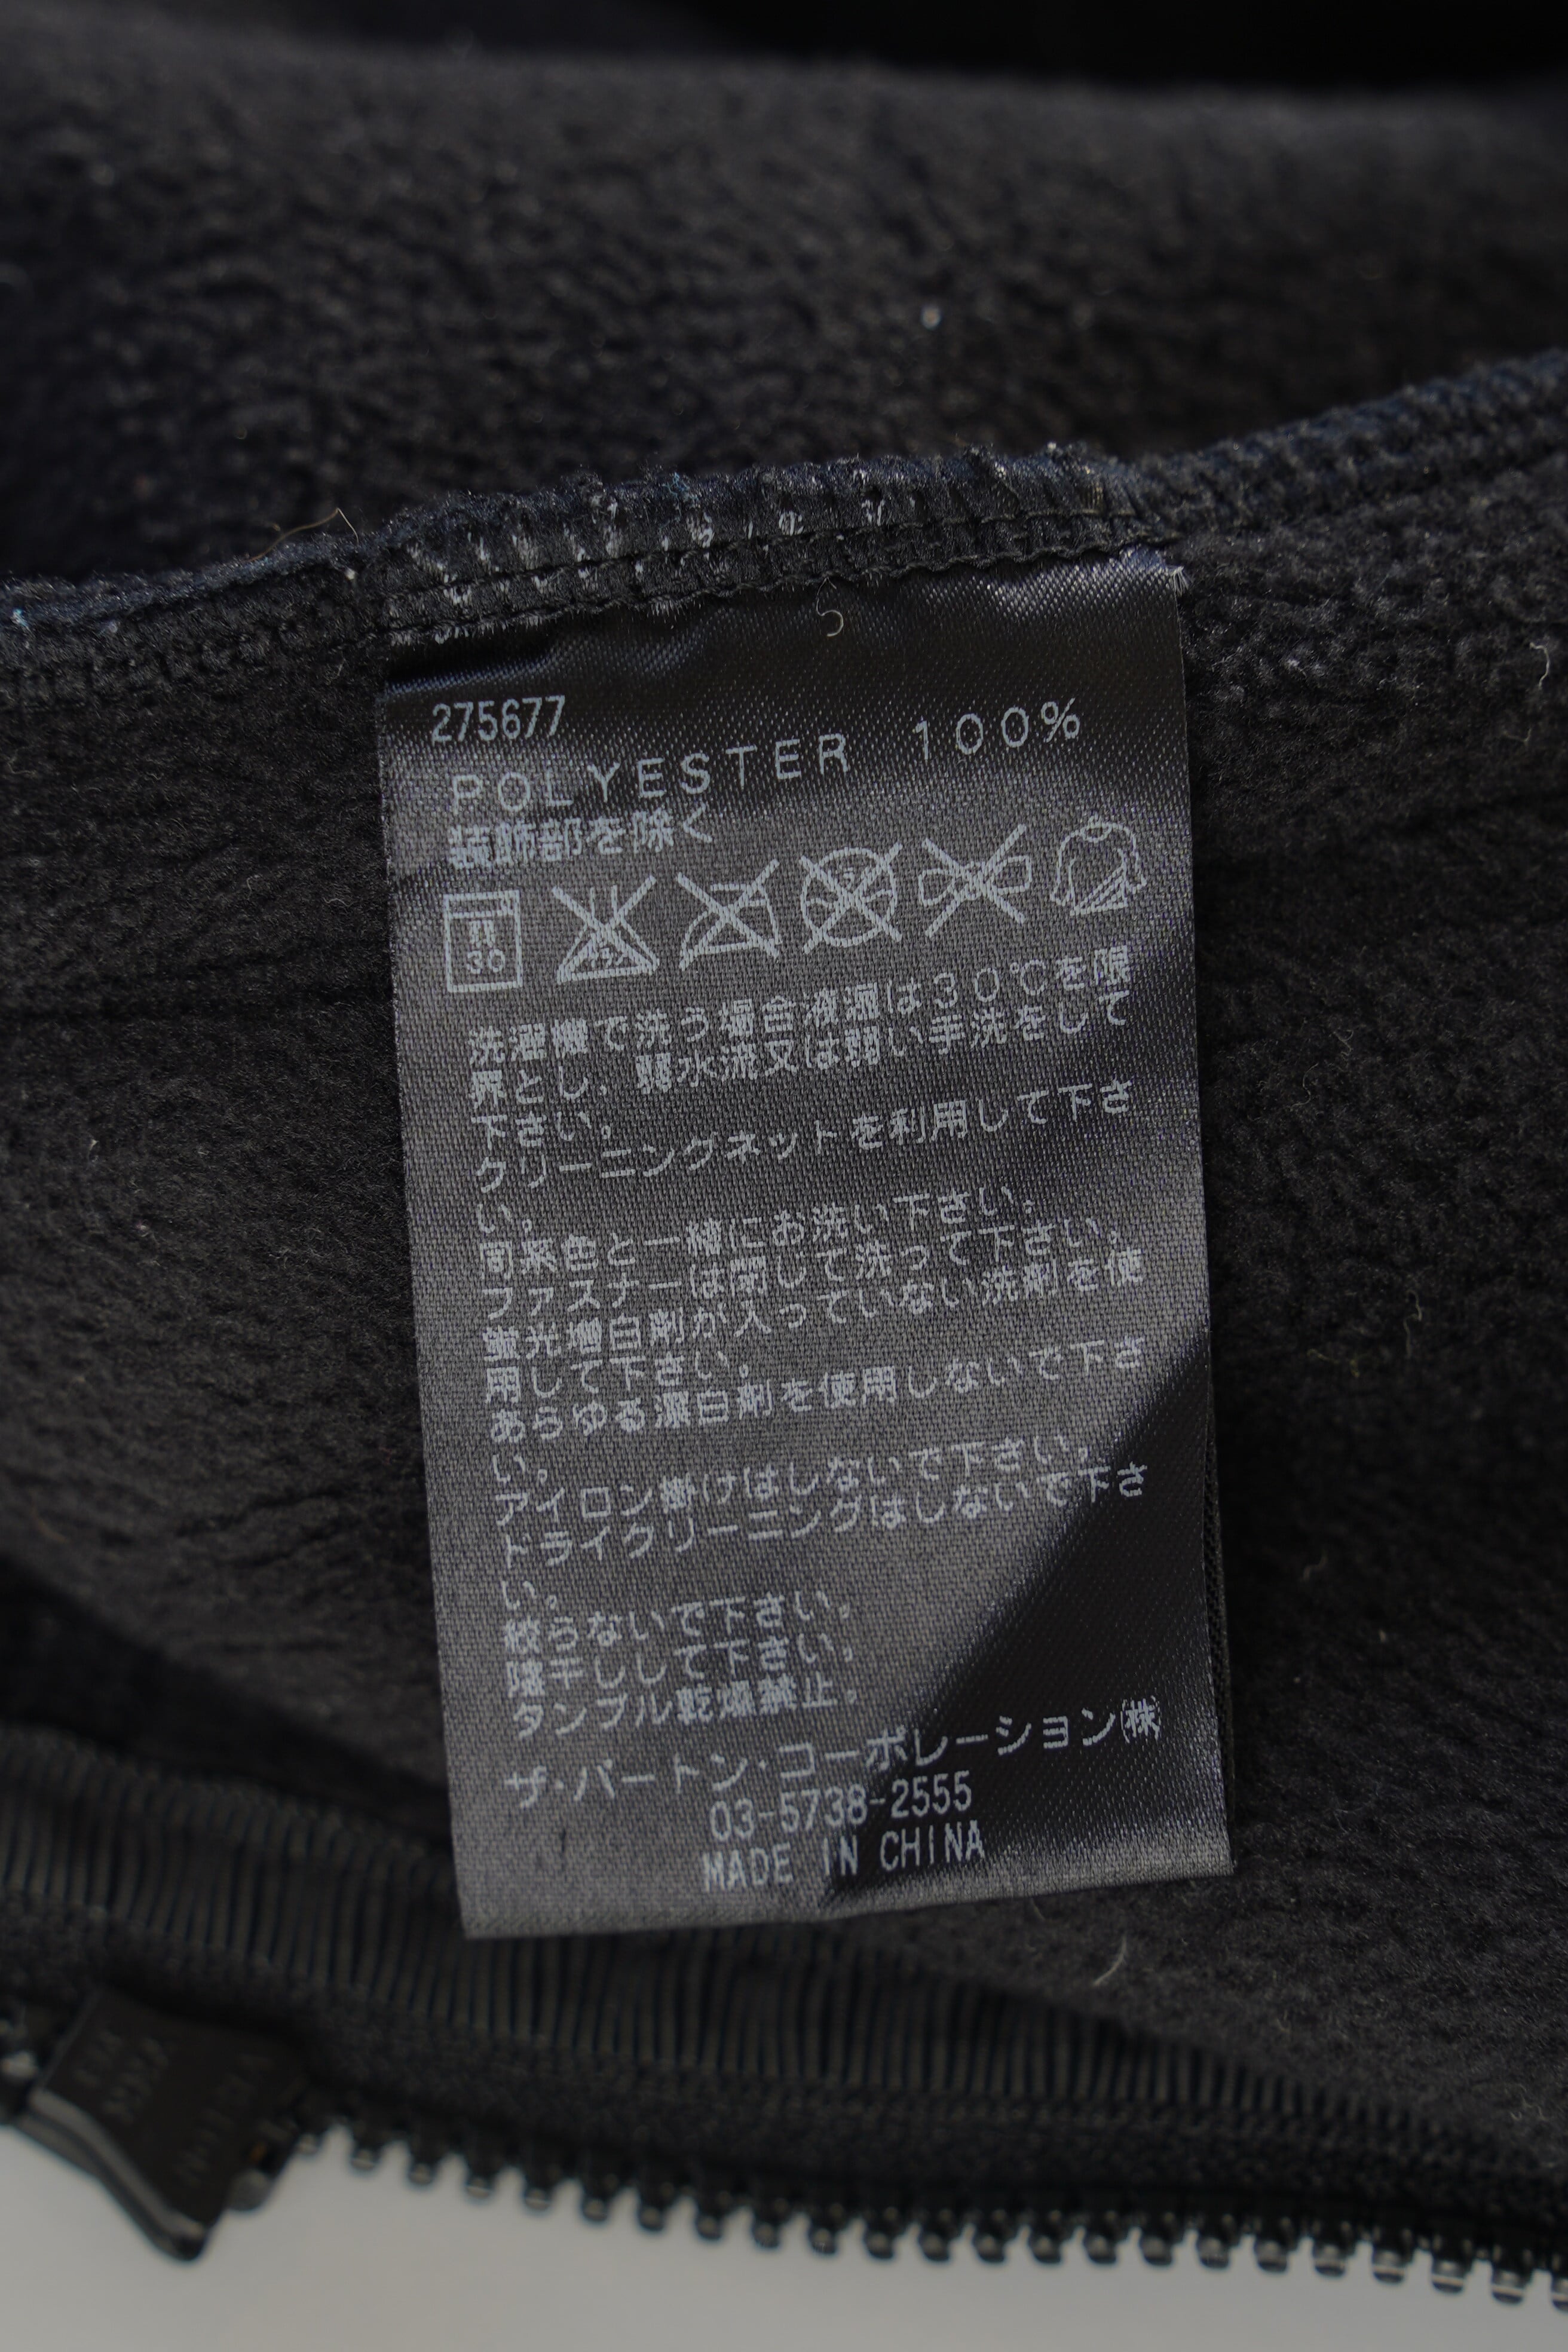 275677
POLYESTER 100%
装飾部を除く
30
洗濯機で洗う場合液温は30℃を限
界とし、弱水流又は弱い手洗をして
下さい。
クリーニングネットを利用して下さ
い。
同系色と一緒にお洗い下さい。
ファスナーは閉じて洗って下さい。
蛍光増白剤が入っていない洗剤を使
用して下さい。
あらゆる漂白剤を使用しないで下さ
い。
アイロン掛けはしないで下さい。
ドライクリーニングはしないで下さ
い。
絞らないで下さい。
陰干しして下さい。
タンブル乾燥禁止。
ザ・バートン・コーポレーション㈱
03-5738-2555
MADE IN CHINA